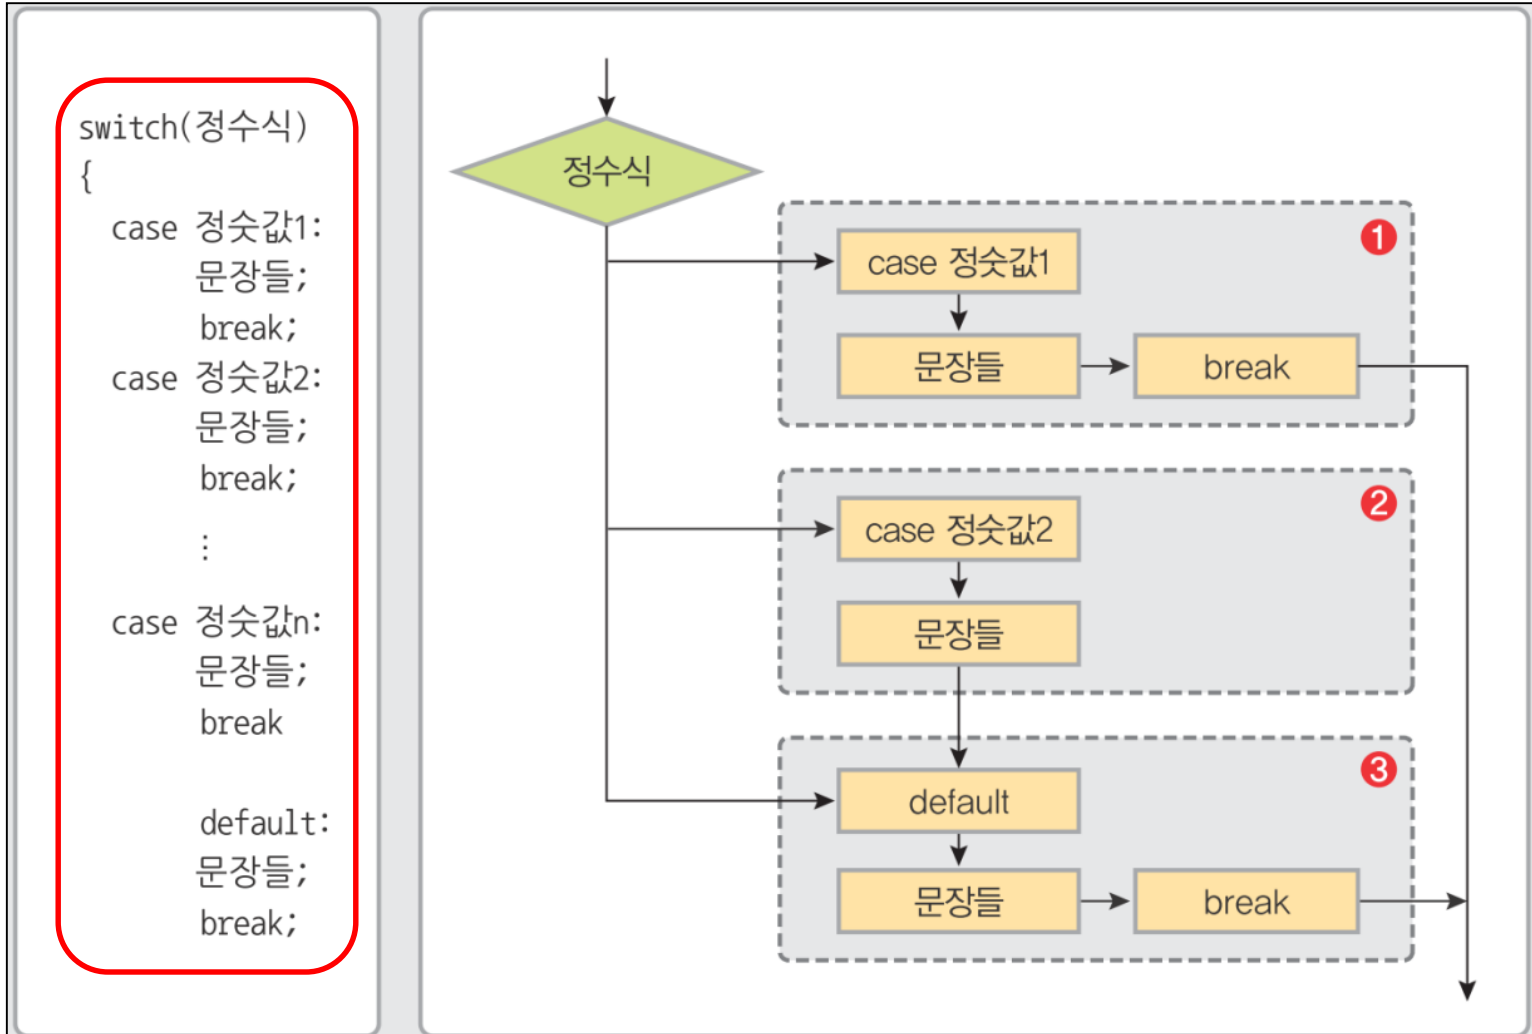 switch(정수식)
{
case 정숫값1:
문장들;
break;
case 정숫값2:
문장들;
break;
⋮
case 정숫값n:
문장들;
break
default:
문장들;
break;
정수식
1
case 정숫값1
문장들
break
2
case 정숫값2
문장들
3
default
문장들
break